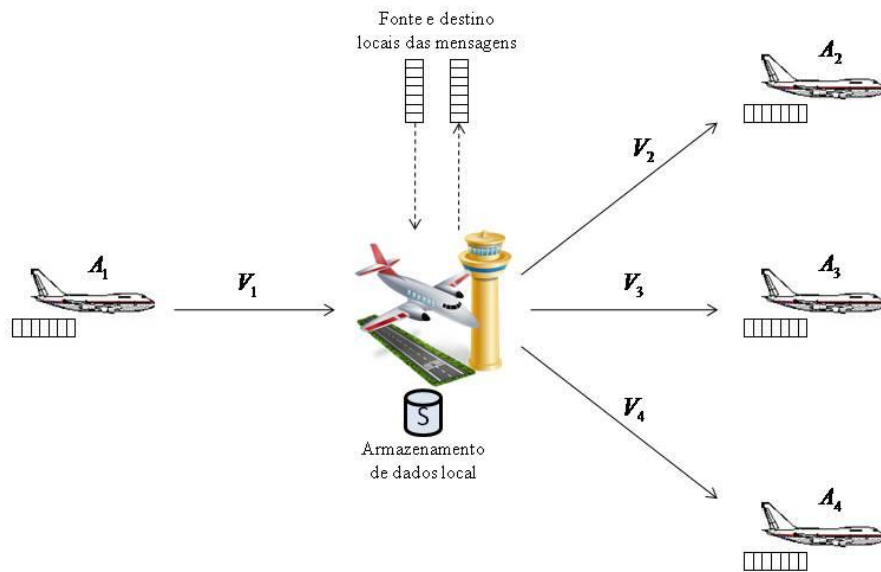 Fonte e destino
locais das mensagens
A₂
V₂
A₁
V₁
V₃
A₃
V₄
S
Armazenamento
de dados local
A₄